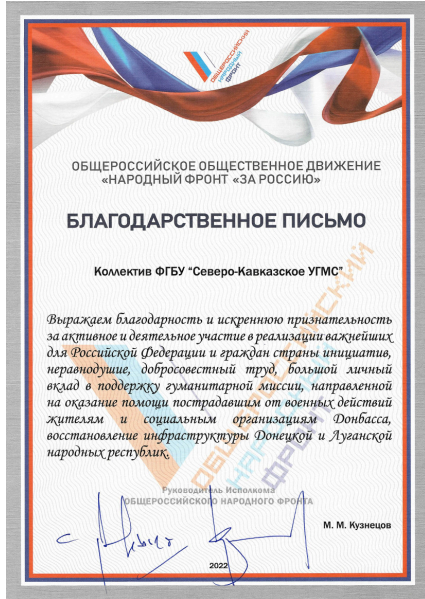 ОБЩЕРОССИЙСКИЙ
НАРОДНЫЙ
ФРОНТ
ОБЩЕРОССИЙСКОЕ ОБЩЕСТВЕННОЕ ДВИЖЕНИЕ
«НАРОДНЫЙ ФРОНТ «ЗА РОССИЮ»
БЛАГОДАРСТВЕННОЕ ПИСЬМО
Коллектив ФГБУ "Северо-Кавказское УГМС"
Выражаем благодарность и искреннюю признательность
за активное и деятельное участие в реализации важнейших
для Российской Федерации и граждан страны инициатив,
неравнодушие, добросовестный труд, большой личный
вклад в поддержку гуманитарной миссии, направленной
на оказание помощи пострадавшим от военных действий
жителям и социальным организациям Донбасса,
восстановление инфраструктуры Донецкой и Луганской
народных республик.
ОБЩЕРОССИЙСКИЙ
НАРОДНЫЙ
ФРОНТ
Руководитель Исполкома
ОБЩЕРОССИЙСКОГО НАРОДНОГО ФРОНТА
М. М. Кузнецов
2022